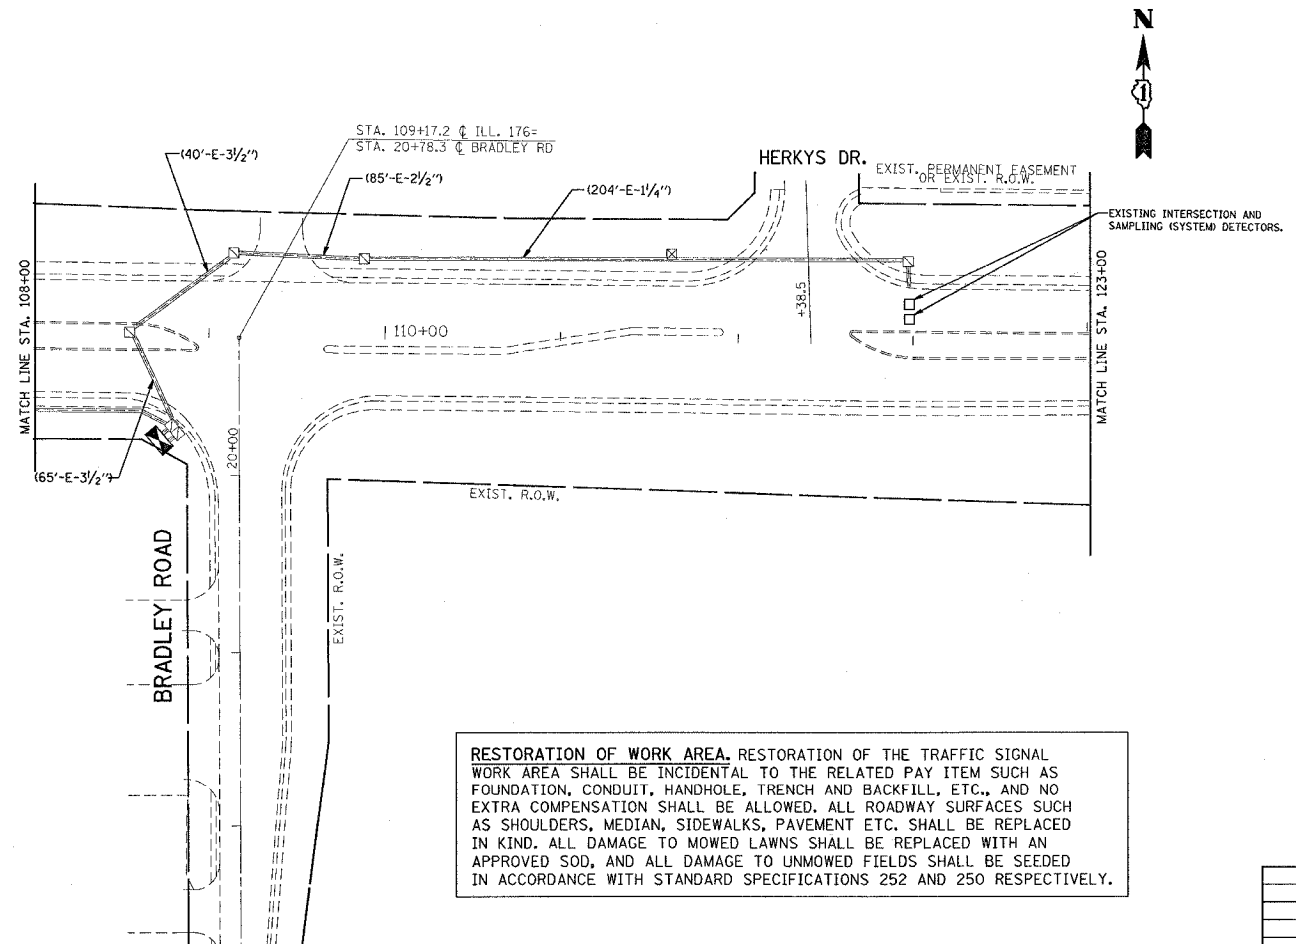 N
1
STA. 109+17.2 ℄ ILL. 176=
STA. 20+78.3 ℄ BRADLEY RD
(40'-E-3½")
(85'-E-2½")
(204'-E-1¼")
HERKYS DR.
EXIST. PERMANENT EASEMENT
OR EXIST. R.O.W.
EXISTING INTERSECTION AND
SAMPLIING (SYSTEM) DETECTORS.
MATCH LINE STA. 108+00
110+00
+38.5
MATCH LINE STA. 123+00
20+00
(65'-E-3½")
EXIST. R.O.W.
BRADLEY ROAD
EXIST. R.O.W.
RESTORATION OF WORK AREA. RESTORATION OF THE TRAFFIC SIGNAL
WORK AREA SHALL BE INCIDENTAL TO THE RELATED PAY ITEM SUCH AS
FOUNDATION, CONDUIT, HANDHOLE, TRENCH AND BACKFILL, ETC., AND NO
EXTRA COMPENSATION SHALL BE ALLOWED. ALL ROADWAY SURFACES SUCH
AS SHOULDERS, MEDIAN, SIDEWALKS, PAVEMENT ETC. SHALL BE REPLACED
IN KIND. ALL DAMAGE TO MOWED LAWNS SHALL BE REPLACED WITH AN
APPROVED SOD, AND ALL DAMAGE TO UNMOWED FIELDS SHALL BE SEEDED
IN ACCORDANCE WITH STANDARD SPECIFICATIONS 252 AND 250 RESPECTIVELY.